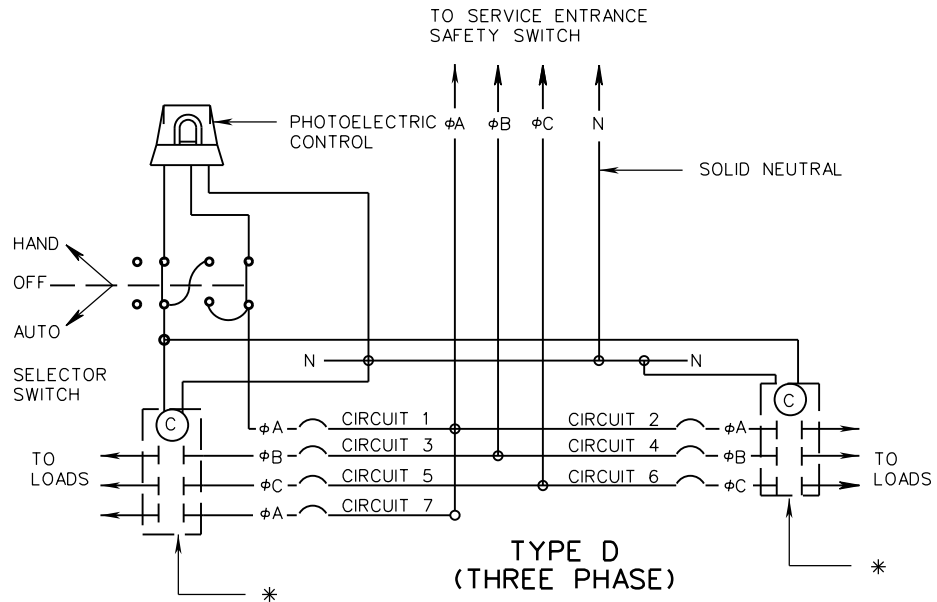 TO SERVICE ENTRANCE
SAFETY SWITCH
PHOTOELECTRIC
CONTROL
φA φB φC N
SOLID NEUTRAL
HAND
OFF
AUTO
SELECTOR
SWITCH
N N
C C
φA CIRCUIT 1 CIRCUIT 2 φA
φB CIRCUIT 3 CIRCUIT 4 φB
TO
LOADS
TO
LOADS
φC CIRCUIT 5 CIRCUIT 6 φC
φA CIRCUIT 7
TYPE D
(THREE PHASE)
* *